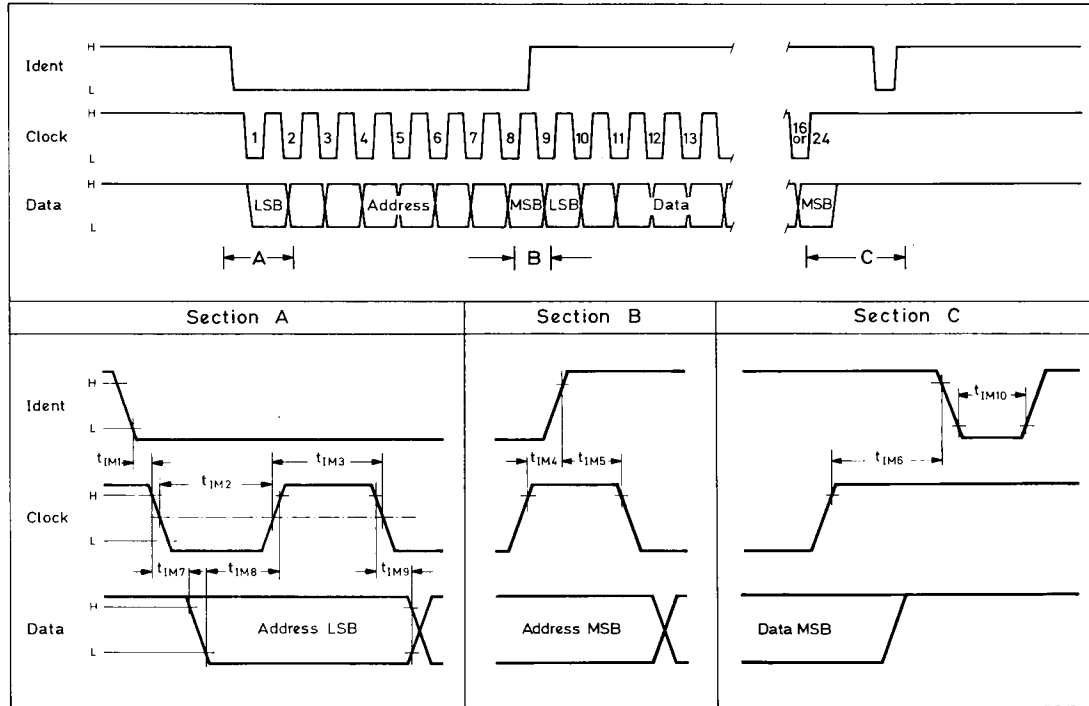 H
Ident
L
H
Clock
L
1 2 3 4 5 6 7 8 9 10 11 12 13
16 or 24
H
Data
L
LSB Address MSB LSB Data MSB
A B C
Section A Section B Section C
H
Ident
L
tIM1 tIM2 tIM3 tIM4 tIM5 tIM6 tIM10
H
Clock
L
tIM7 tIM8 tIM9
H
Data
L
Address LSB Address MSB Data MSB